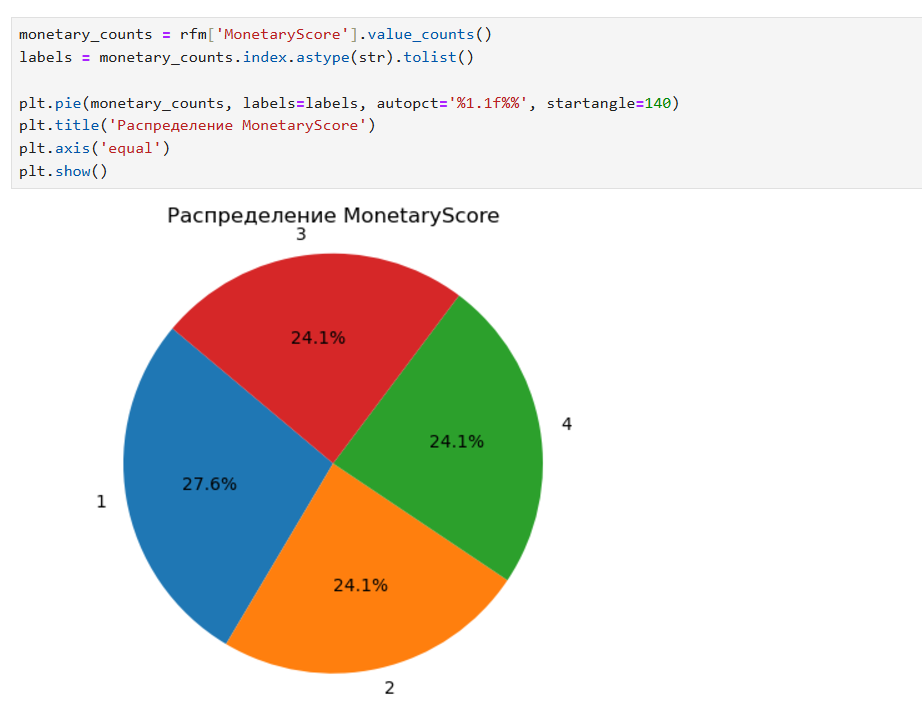 monetary_counts = rfm['MonetaryScore'].value_counts()
labels = monetary_counts.index.astype(str).tolist()
plt.pie(monetary_counts, labels=labels, autopct='%1.1f%%', startangle=140)
plt.title('Распределение MonetaryScore')
plt.axis('equal')
plt.show()
Распределение MonetaryScore
3
24.1%
4
24.1%
27.6%
1
24.1%
2